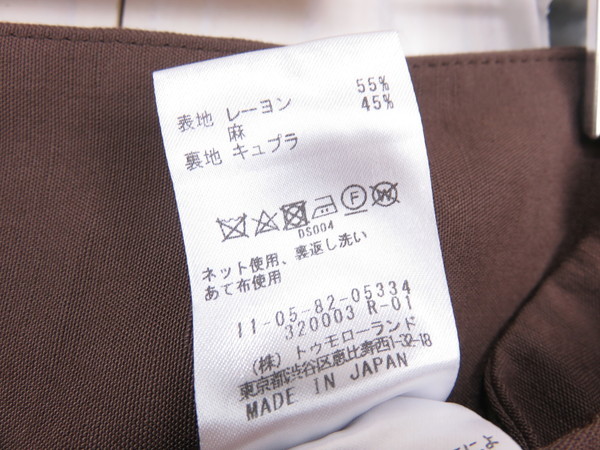 表地 レーヨン 55%
麻 45%
裏地 キュプラ
F W
DS004
ネット使用、裏返し洗い
あて布使用
11-05-82-05334
320003 R-01
(株) トゥモローランド
東京都渋谷区恵比寿西1-32-18
MADE IN JAPAN